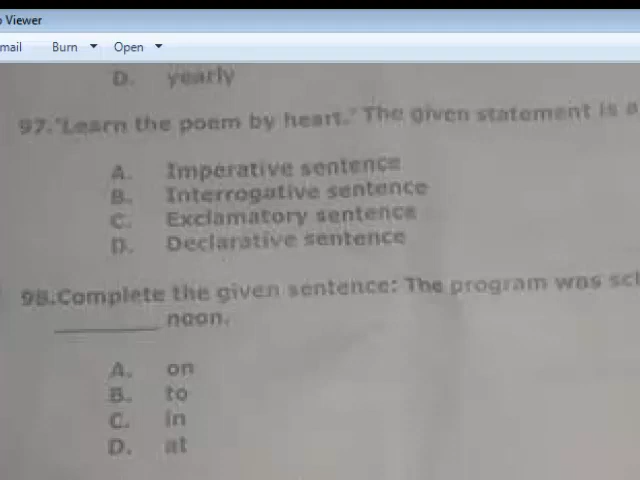 Viewer
mail Burn Open
D. yearly
97."Learn the poem by heart." The given statement is a
A. Imperative sentence
B. Interrogative sentence
C. Exclamatory sentence
D. Declarative sentence
98.Complete the given sentence: The program was
noon.
A. on
B. to
C. in
D. at